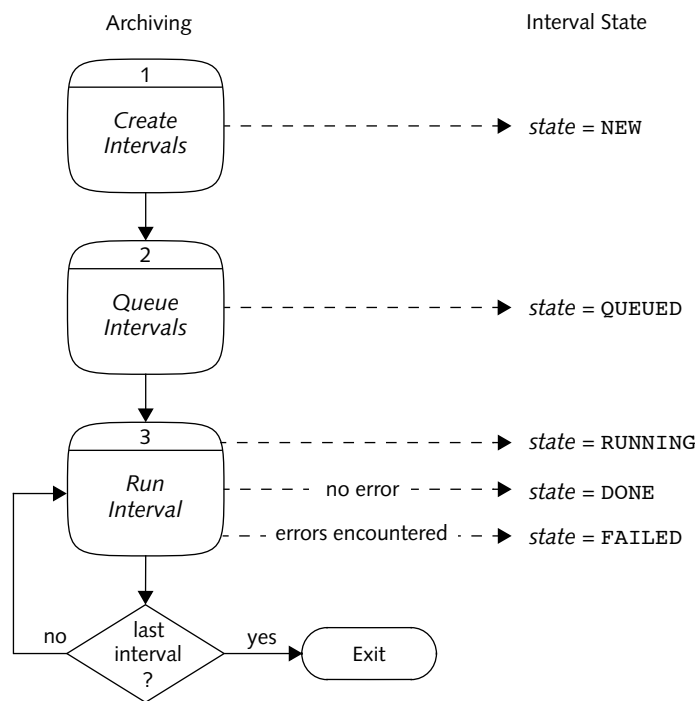 Archiving
Interval State
1
Create
Intervals
state = NEW
2
Queue
Intervals
state = QUEUED
3
Run
Interval
state = RUNNING
no error
state = DONE
errors encountered
state = FAILED
no
last
interval
?
yes
Exit